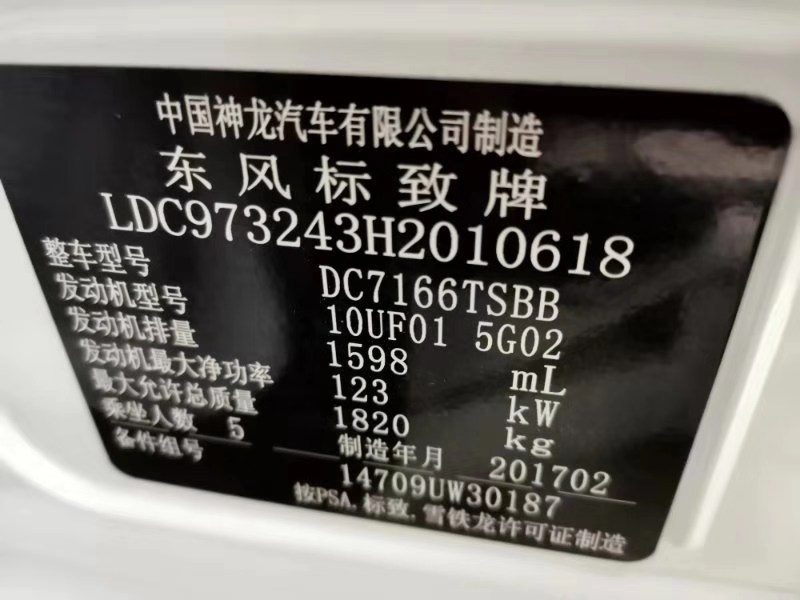 中国神龙汽车有限公司制造
东风标致牌
LDC973243H2010618
整车型号 DC7166TSBB
发动机型号 10UF01 5G02
发动机排量 1598 mL
发动机最大净功率 123 kW
最大允许总质量 1820 kg
乘坐人数 5 制造年月 201702
备件组号 14709UW30187
按PSA.标致.雪铁龙许可证制造